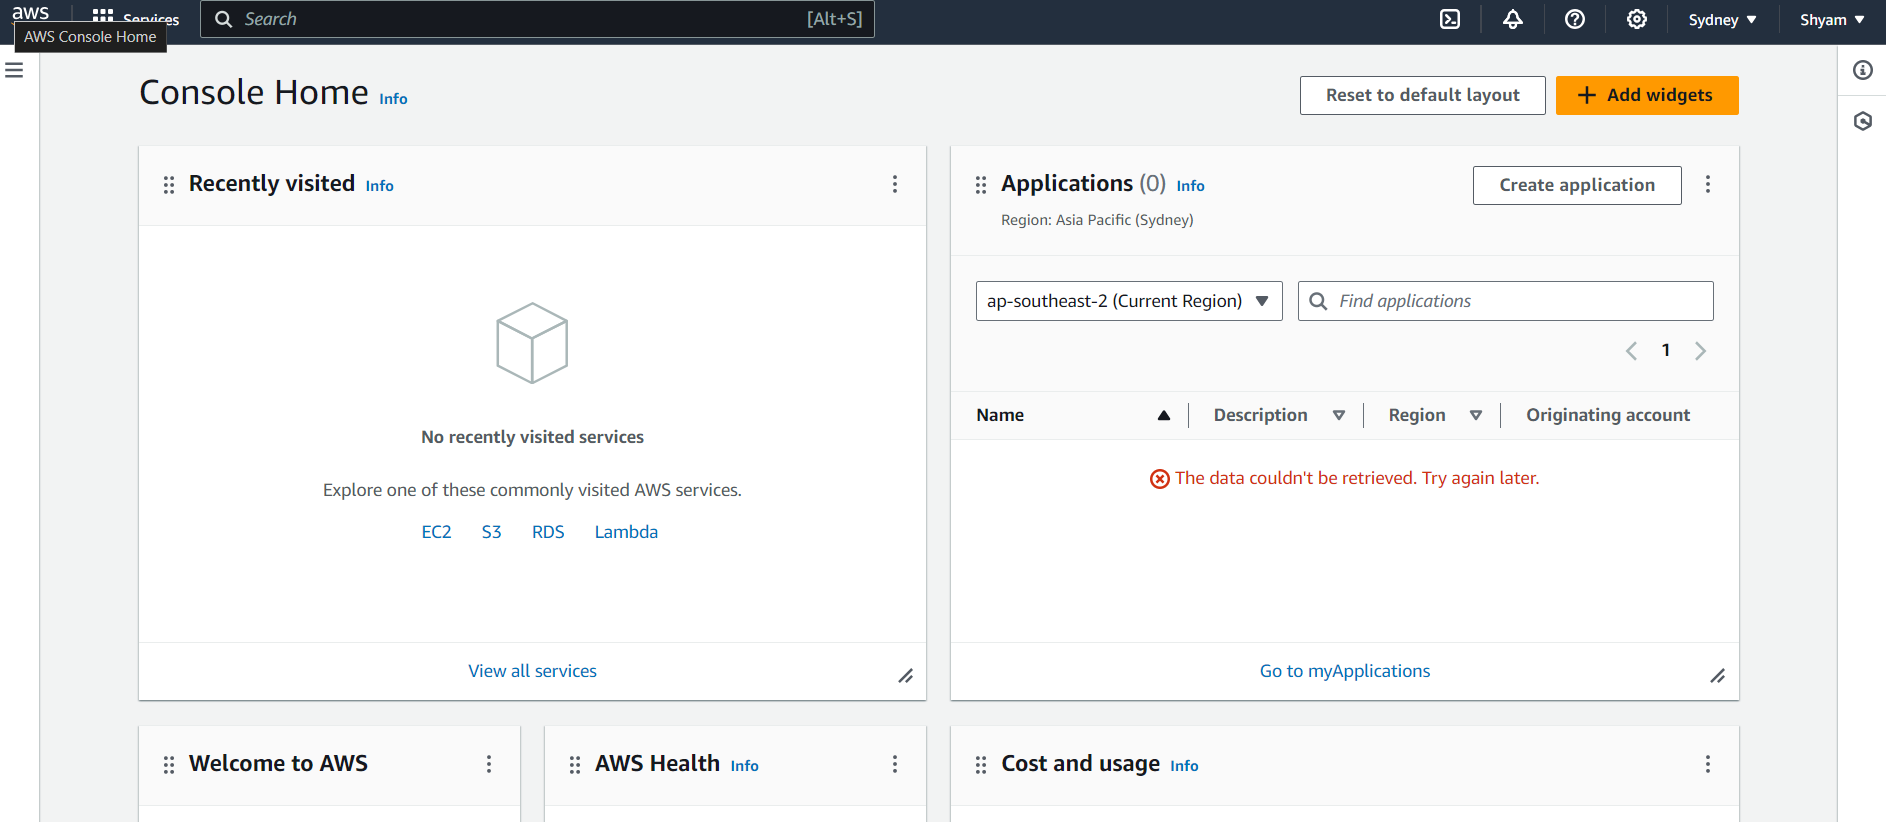 aws
Services
Search
[Alt+S]
Sydney
Shyam
AWS Console Home
Console Home Info
Reset to default layout
Add widgets
Recently visited Info
No recently visited services
Explore one of these commonly visited AWS services.
EC2 S3 RDS Lambda
View all services
Applications (0) Info
Create application
Region: Asia Pacific (Sydney)
ap-southeast-2 (Current Region)
Find applications
1
Name Description Region Originating account
The data couldn't be retrieved. Try again later.
Go to myApplications
Welcome to AWS
AWS Health Info
Cost and usage Info